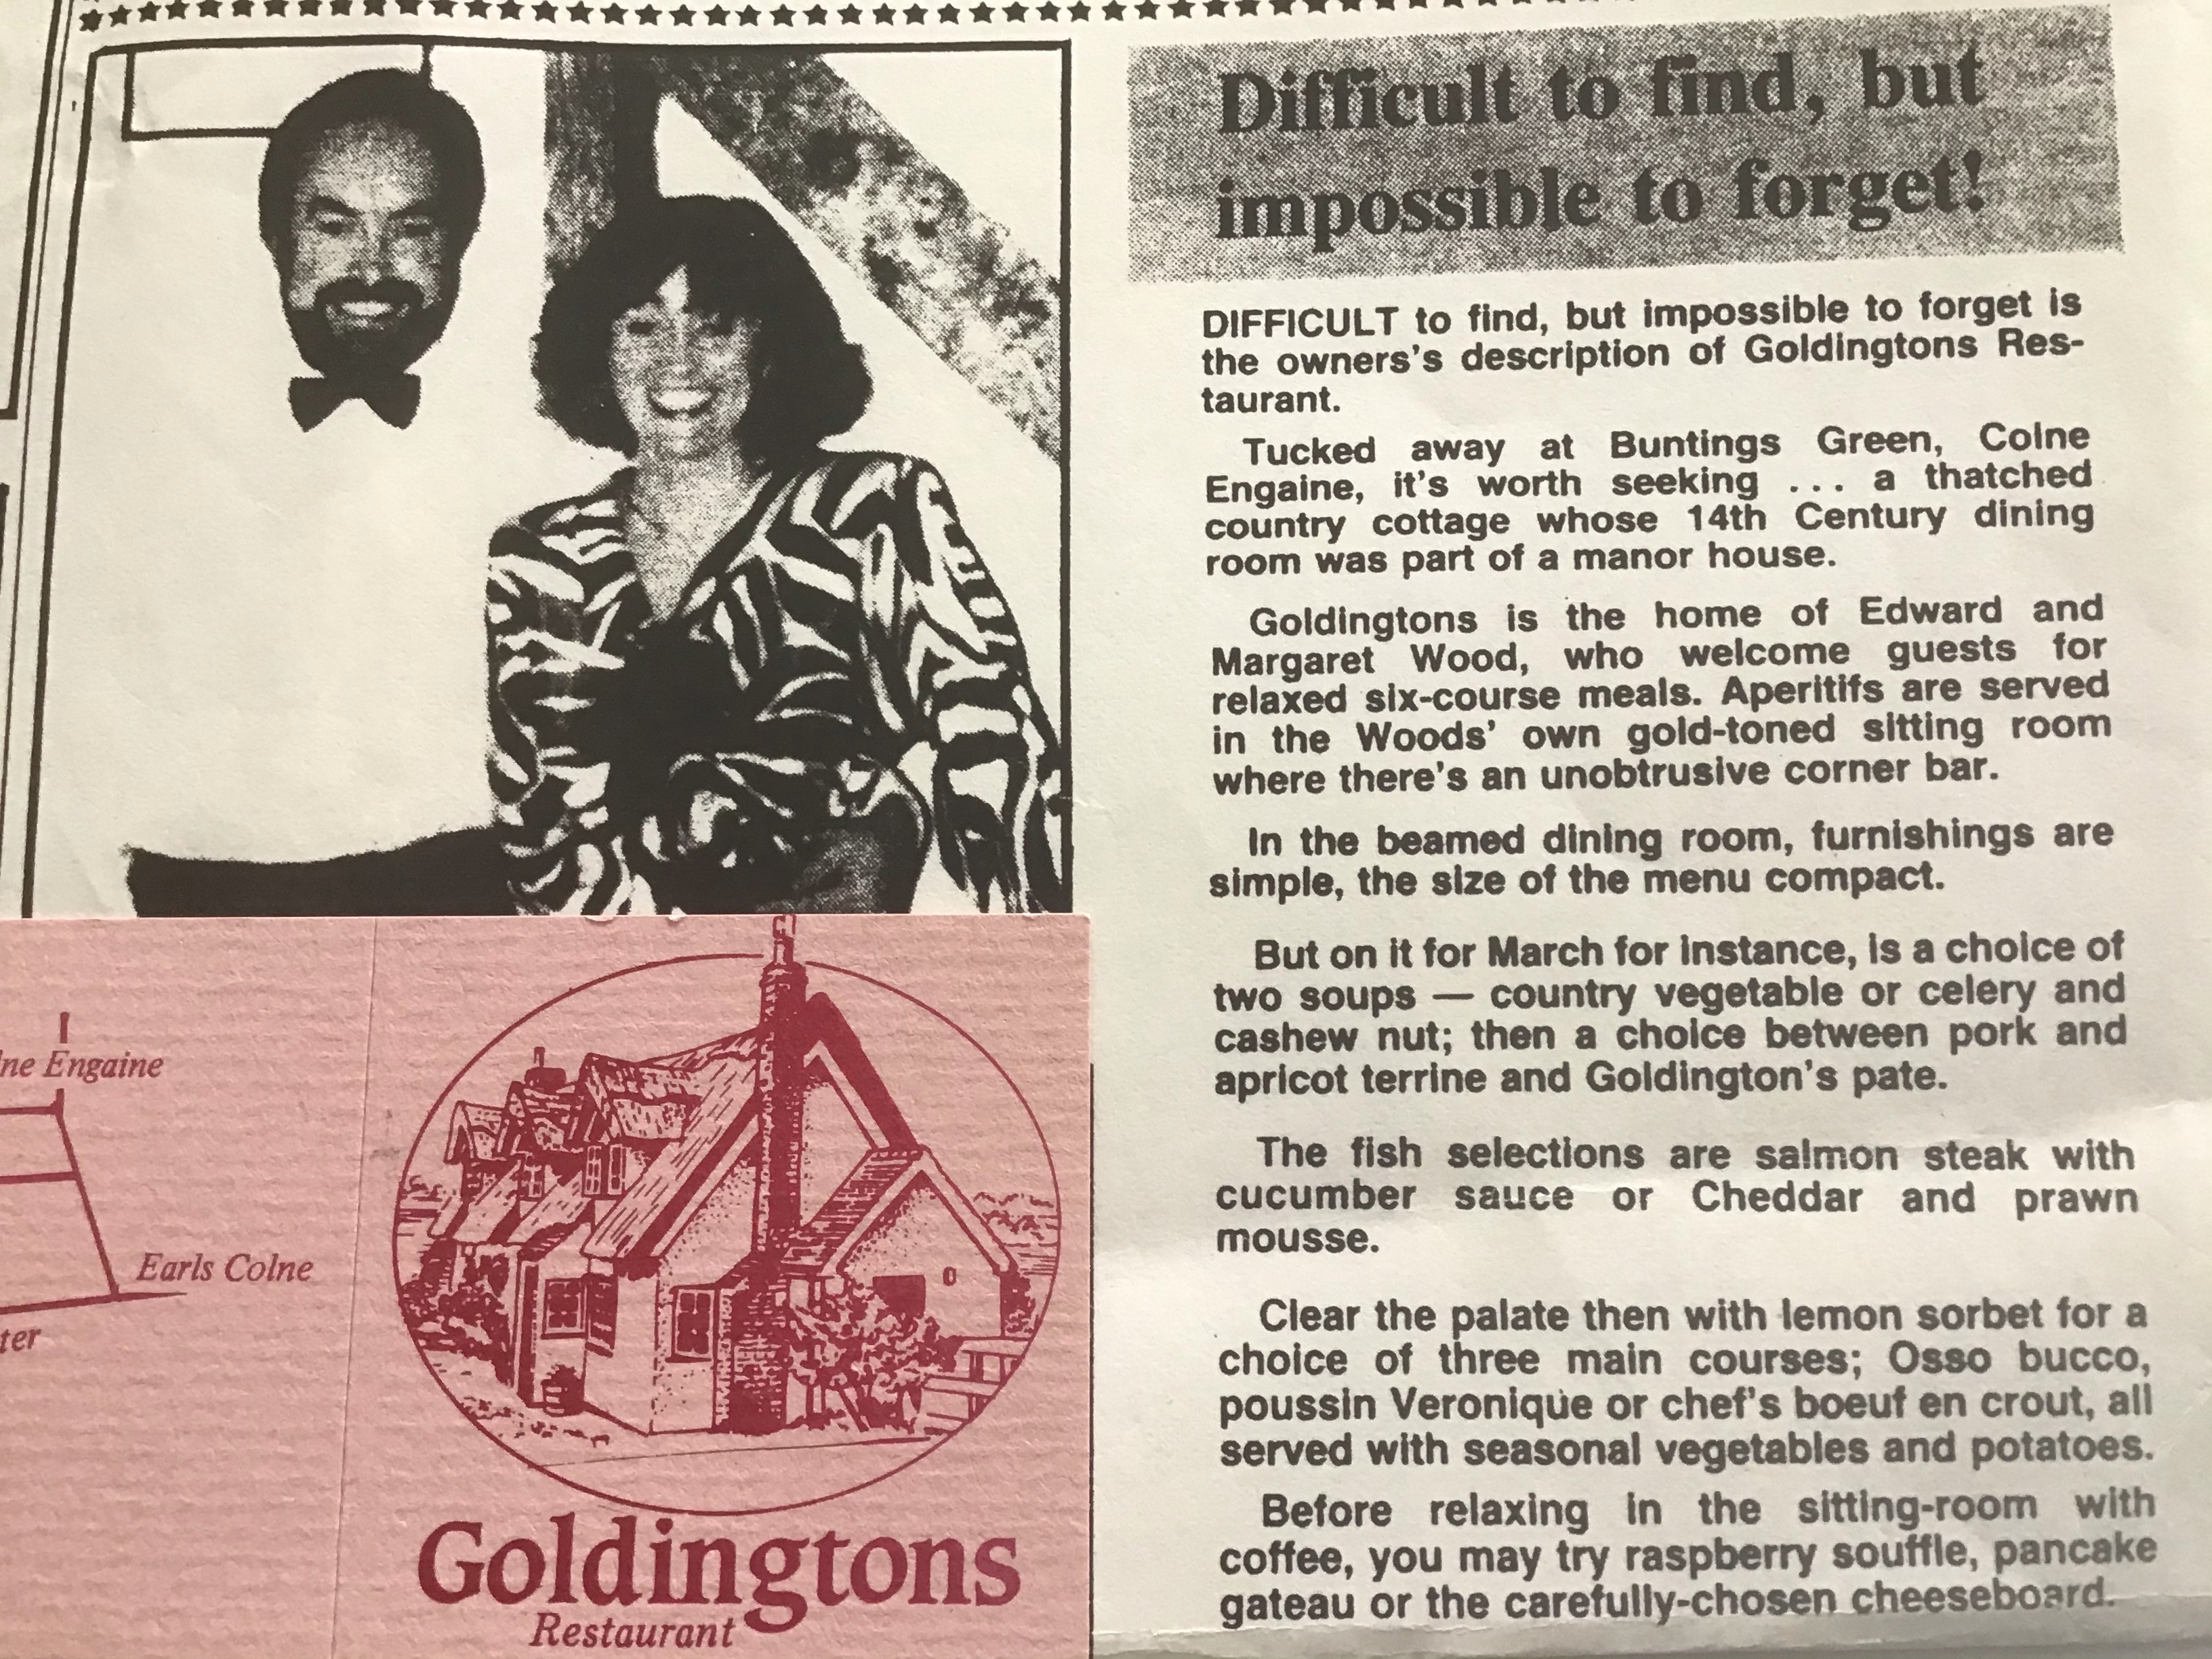 Difficult to find, but
impossible to forget!
DIFFICULT to find, but impossible to forget is
the owners's description of Goldingtons Res-
taurant.
Tucked away at Buntings Green, Colne
Engaine, it's worth seeking ... a thatched
country cottage whose 14th Century dining
room was part of a manor house.
Goldingtons is the home of Edward and
Margaret Wood, who welcome guests for
relaxed six-course meals. Aperitifs are served
in the Woods' own gold-toned sitting room
where there's an unobtrusive corner bar.
In the beamed dining room, furnishings are
simple, the size of the menu compact.
But on it for March for instance, is a choice of
two soups — country vegetable or celery and
cashew nut; then a choice between pork and
apricot terrine and Goldington's pate.
The fish selections are salmon steak with
cucumber sauce or Cheddar and prawn
mousse.
Clear the palate then with lemon sorbet for a
choice of three main courses; Osso bucco,
poussin Veronique or chef's boeuf en crout, all
served with seasonal vegetables and potatoes.
Before relaxing in the sitting-room with
coffee, you may try raspberry souffle, pancake
gateau or the carefully-chosen cheeseboard.
ne Engaine
Earls Colne
ter
Goldingtons
Restaurant